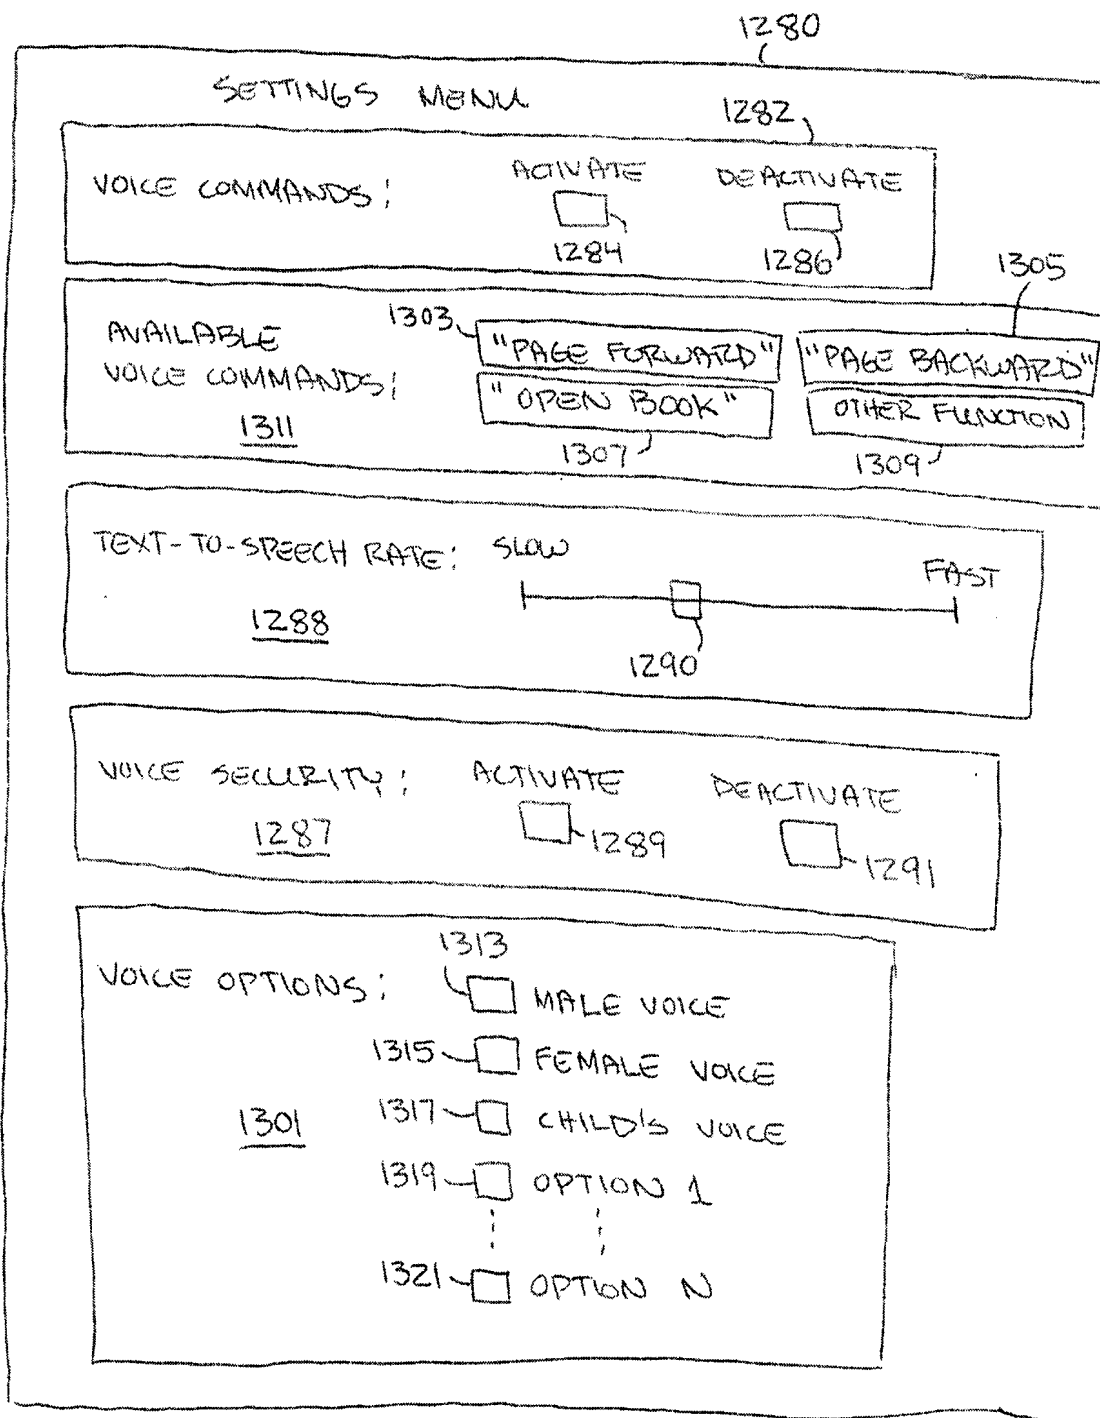 1280
SETTINGS MENU
1282
VOICE COMMANDS: ACTIVATE DEACTIVATE
1284 1286
1305
AVAILABLE VOICE COMMANDS: 1303 "PAGE FORWARD" "PAGE BACKWARD"
"OPEN BOOK" OTHER FUNCTION
1311 1307 1309
TEXT-TO-SPEECH RATE: SLOW FAST
1288 1290
VOICE SECURITY: ACTIVATE DEACTIVATE
1287 1289 1291
1313
VOICE OPTIONS: MALE VOICE
1315 FEMALE VOICE
1301 1317 CHILD'S VOICE
1319 OPTION 1
1321 OPTION N